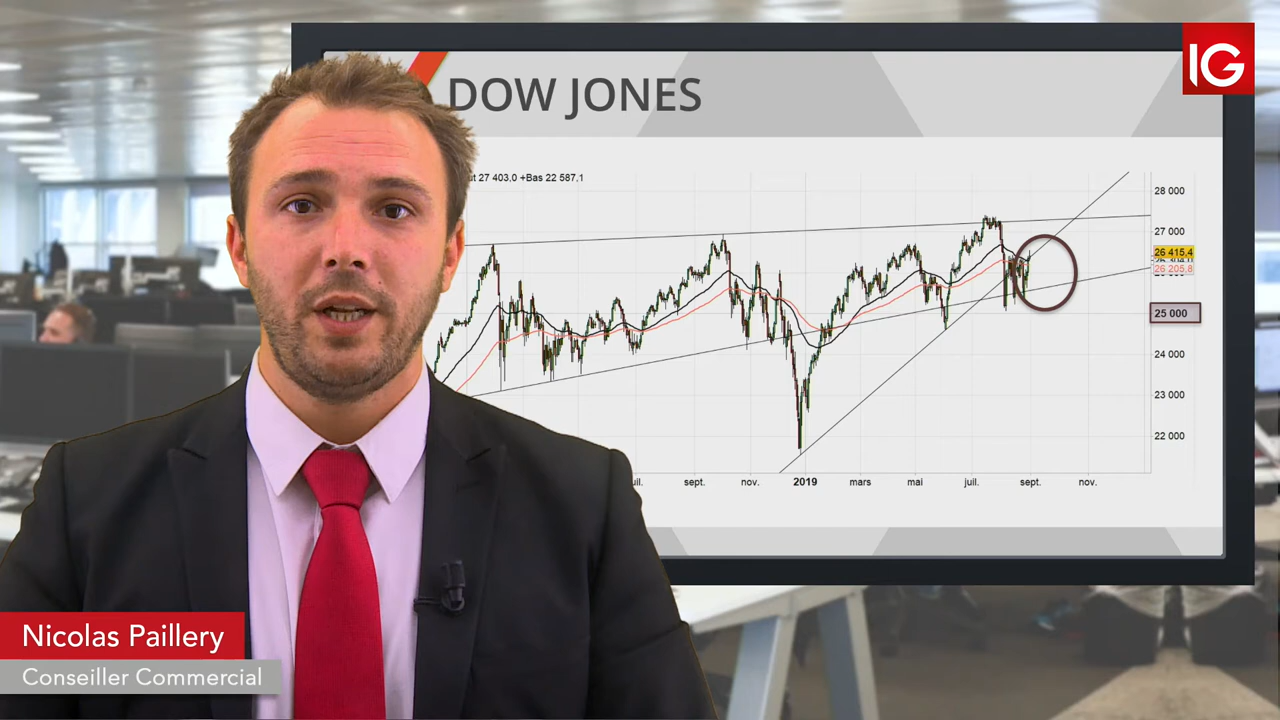 IG
DOW JONES
27 403.0 +Bas 22 587.1
28 000
27 000
26 415,4
26 205,8
25 000
24 000
23 000
22 000
sept. nov. 2019 mars mai juil. sept. nov.
Nicolas Paillery
Conseiller Commercial